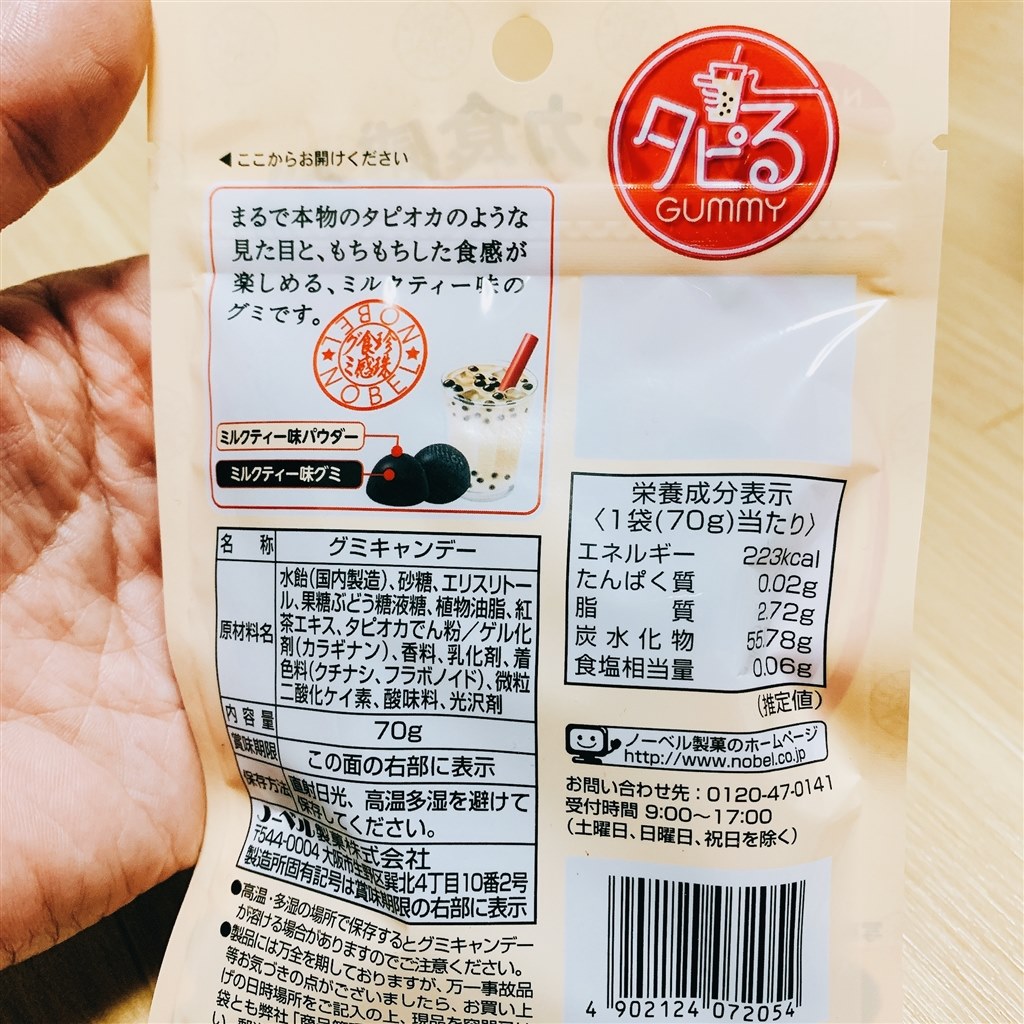 タピる
GUMMY
◀ここからお開けください
まるで本物のタピオカのような
見た目と、もちもちした食感が
楽しめる、ミルクティー味の
グミです。
NOBEL
珍珠
食感
グミ
NOBEL
ミルクティー味パウダー
ミルクティー味グミ
名 称 グミキャンデー
原材料名
水飴(国内製造)、砂糖、エリスリトー
ル、果糖ぶどう糖液糖、植物油脂、紅
茶エキス、タピオカでん粉/ゲル化
剤(カラギナン)、香料、乳化剤、着
色料(クチナシ、フラボノイド)、微粒
二酸化ケイ素、酸味料、光沢剤
内容量 70g
賞味期限 この面の右部に表示
保存方法 直射日光、高温多湿を避けて
保存してください。
ノーベル製菓株式会社
〒544-0004 大阪市生野区巽北4丁目10番2号
製造所固有記号は賞味期限の右部に表示
●高温・多湿の場所で保存するとグミキャンデー
が溶ける場合がありますのでご注意ください。
●製品には万全を期しておりますが、万一事故品
等お気づきの点がございましたら、お買い上
げの日時場所をご記入の上、現品を
袋とも弊社「商品
栄養成分表示
〈1袋(70g)当たり〉
エネルギー 223kcal
たんぱく質 0.02g
脂 質 2.72g
炭水化物 55.78g
食塩相当量 0.06g
(推定値)
ノーベル製菓のホームページ
http://www.nobel.co.jp
お問い合わせ先:0120-47-0141
受付時間 9:00〜17:00
(土曜日、日曜日、祝日を除く)
4 902124 072054